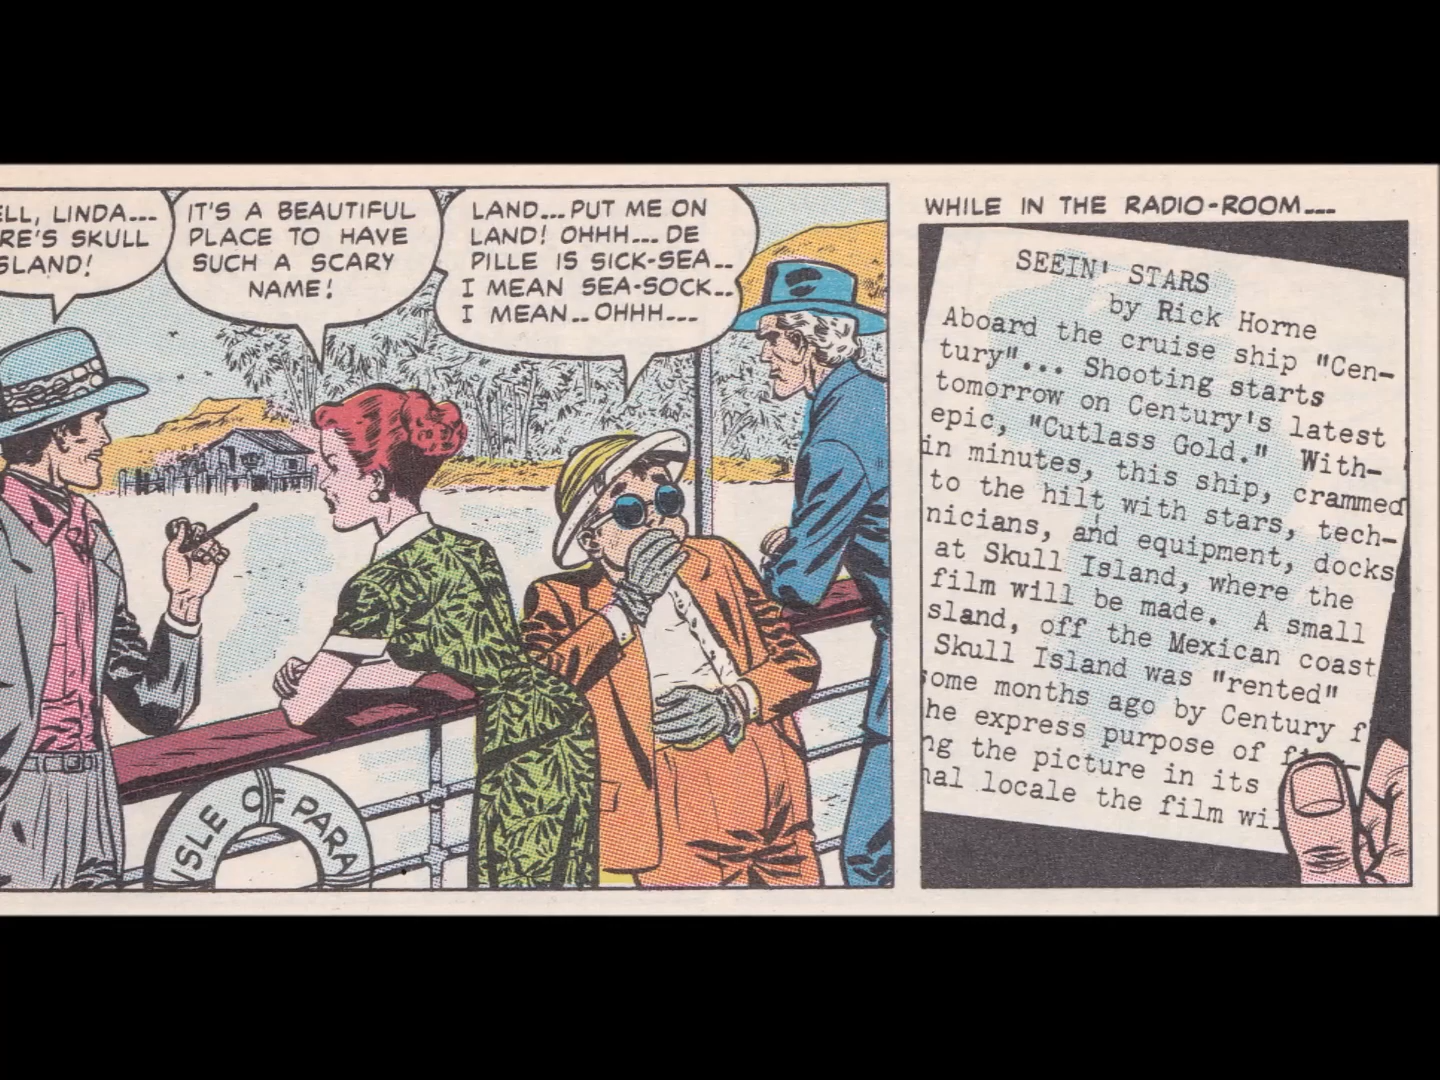 ELL, LINDA...
RE'S SKULL
SLAND!
IT'S A BEAUTIFUL
PLACE TO HAVE
SUCH A SCARY
NAME!
LAND... PUT ME ON
LAND! OHHH... DE
PILLE IS SICK-SEA..
I MEAN SEA-SOCK..
I MEAN.. OHHH...
ISLE OF PARA
WHILE IN THE RADIO-ROOM...
SEEIN' STARS
by Rick Horne
Aboard the cruise ship "Cen-
tury"... Shooting starts
tomorrow on Century's latest
epic, "Cutlass Gold." With-
in minutes, this ship, crammed
to the hilt with stars, tech-
nicians, and equipment, docks
at Skull Island, where the
film will be made. A small
sland, off the Mexican coast
Skull Island was "rented"
some months ago by Century f
he express purpose of
ng the picture in its
nal locale the film wi